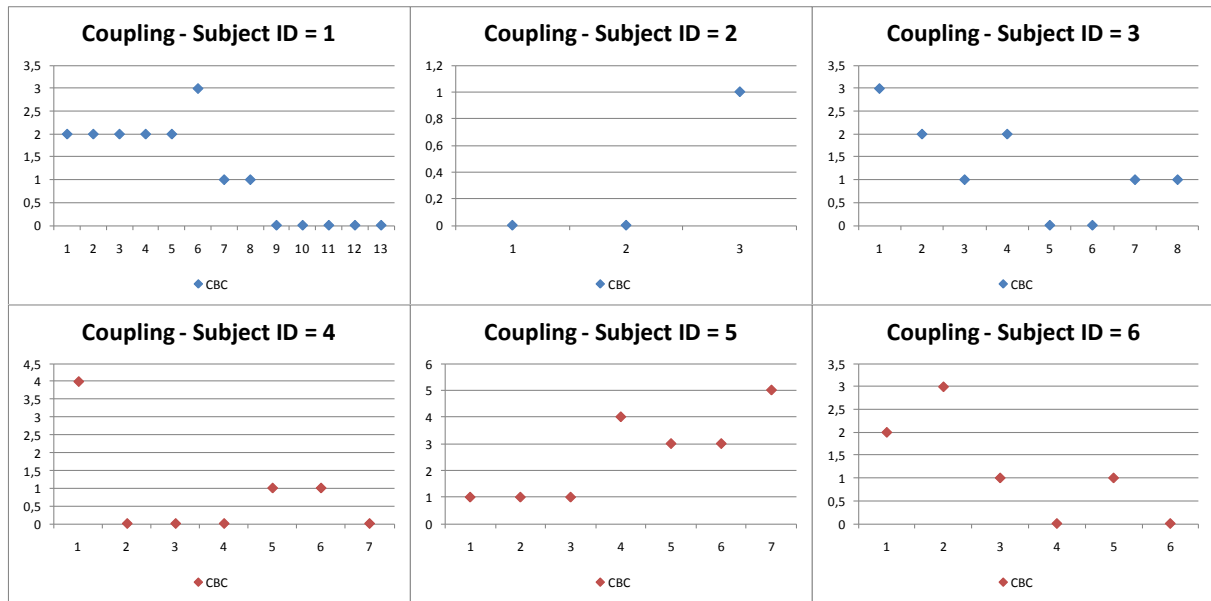 Coupling - Subject ID = 1
3,5
3
2,5
2
1,5
1
0,5
0
1 2 3 4 5 6 7 8 9 10 11 12 13
CBC
Coupling - Subject ID = 2
1,2
1
0,8
0,6
0,4
0,2
0
1 2 3
CBC
Coupling - Subject ID = 3
3,5
3
2,5
2
1,5
1
0,5
0
1 2 3 4 5 6 7 8
CBC
Coupling - Subject ID = 4
4,5
4
3,5
3
2,5
2
1,5
1
0,5
0
1 2 3 4 5 6 7
CBC
Coupling - Subject ID = 5
6
5
4
3
2
1
0
1 2 3 4 5 6 7
CBC
Coupling - Subject ID = 6
3,5
3
2,5
2
1,5
1
0,5
0
1 2 3 4 5 6
CBC